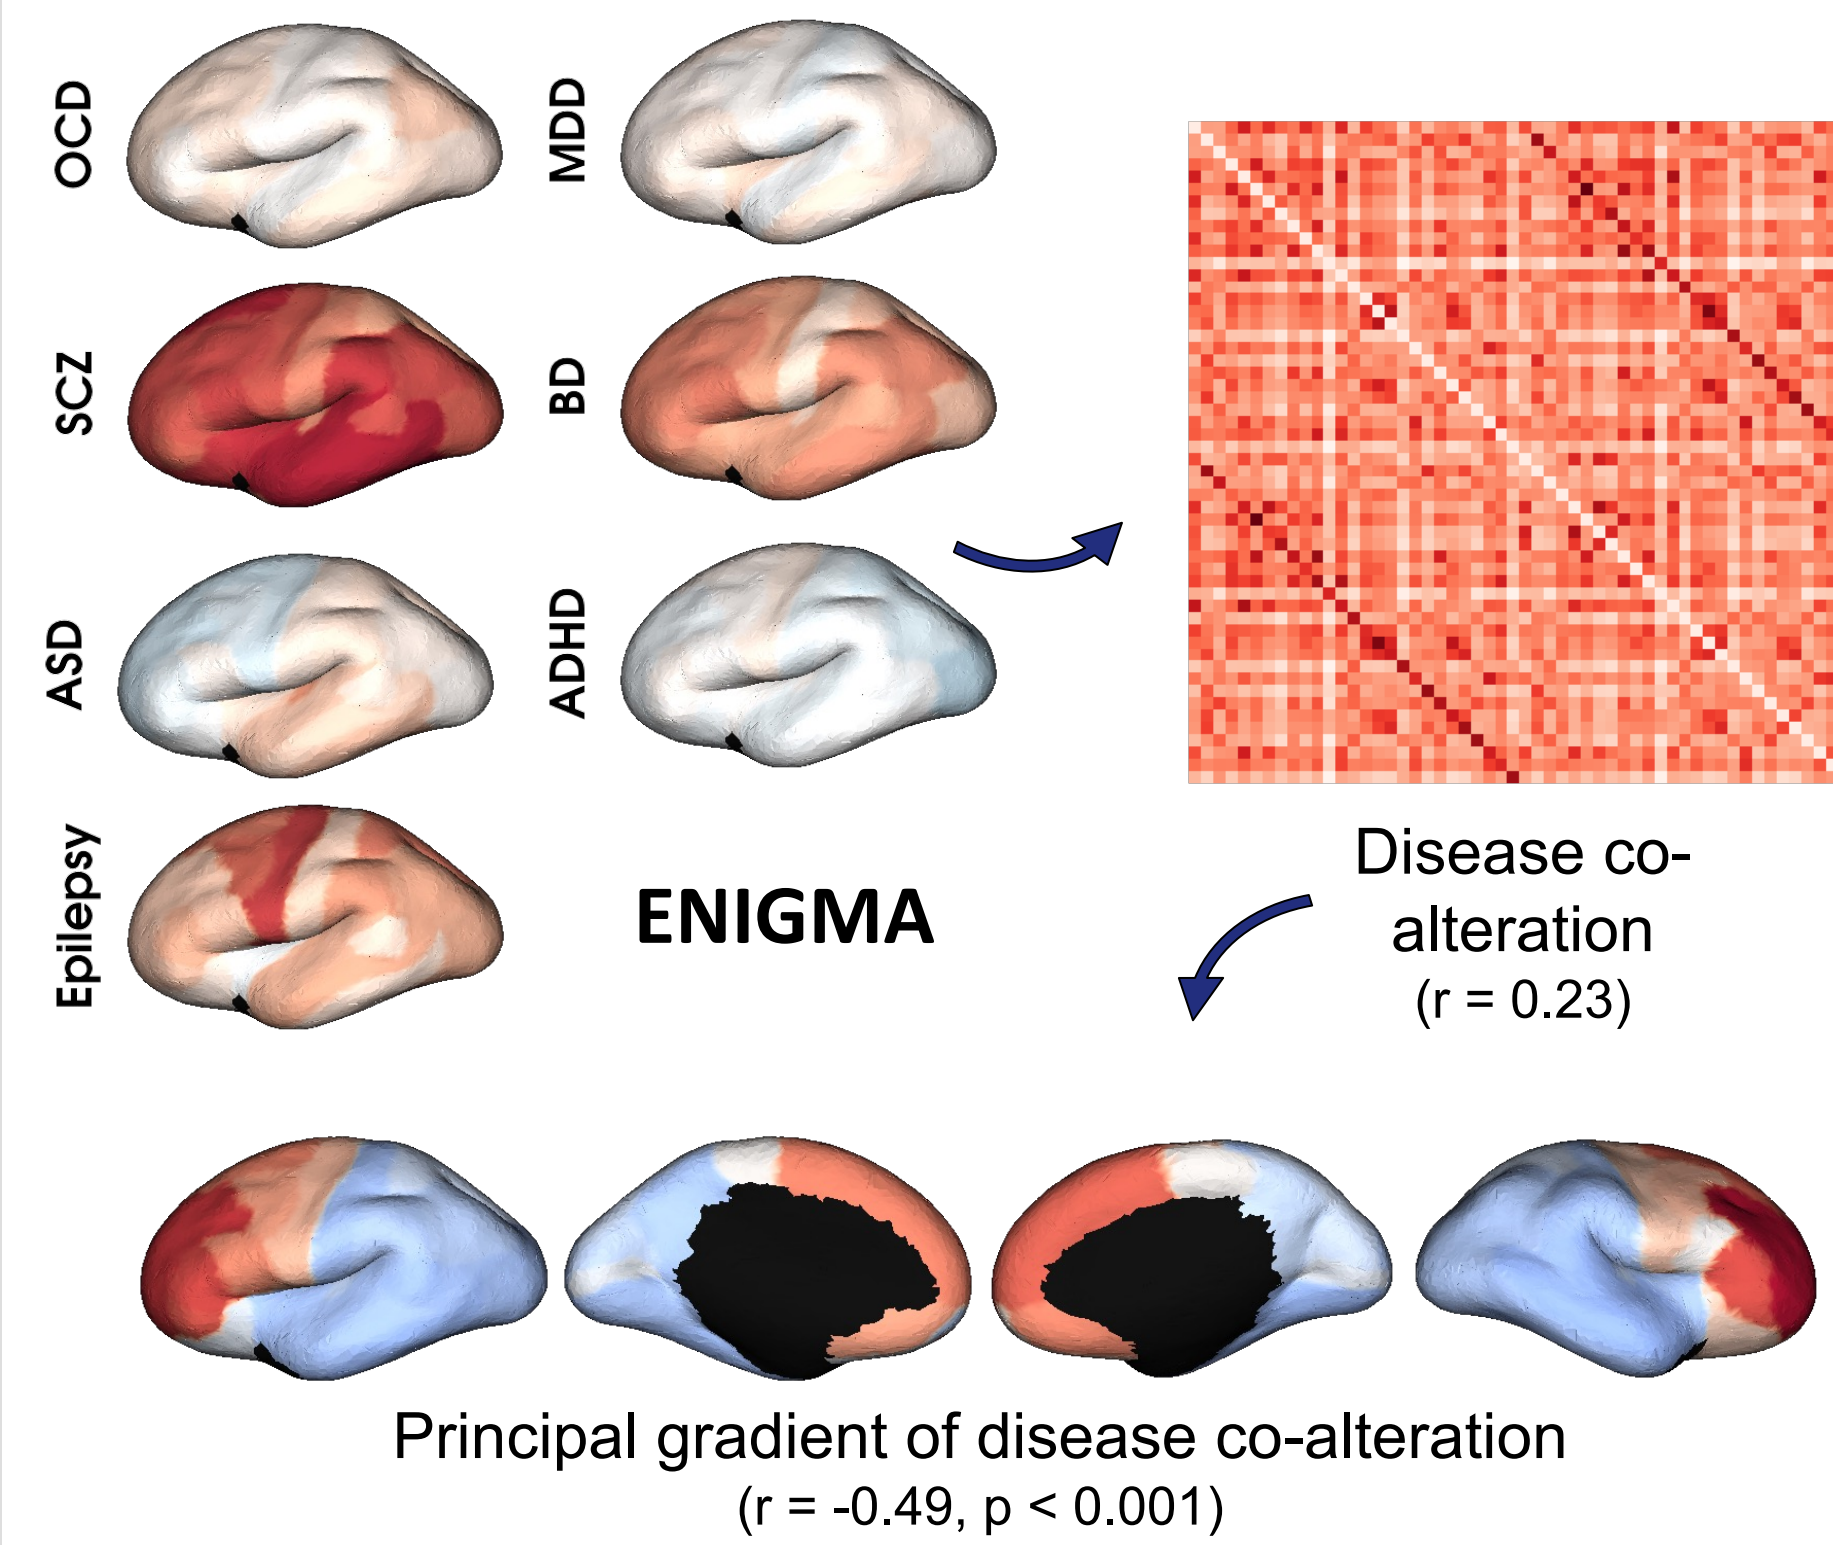 OCD
MDD
SCZ
BD
ASD
ADHD
Epilepsy
ENIGMA
Disease co-
alteration
(r = 0.23)
Principal gradient of disease co-alteration
(r = -0.49, p < 0.001)